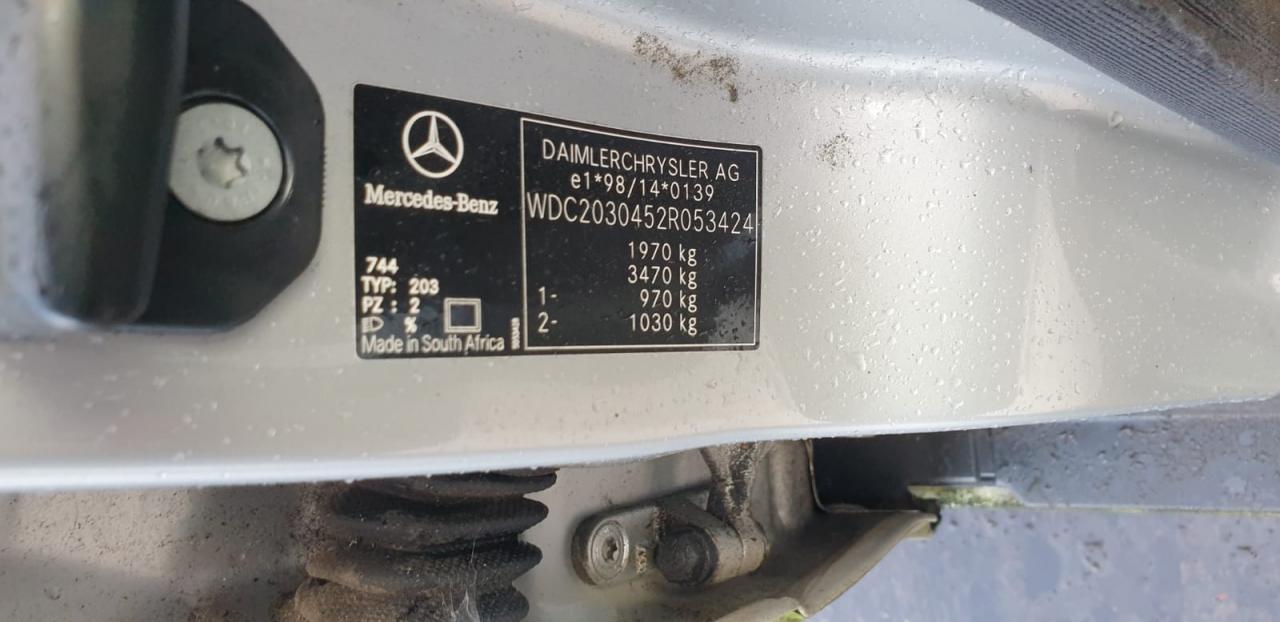 Mercedes-Benz
744
TYP: 203
PZ : 2
%
Made in South Africa
DAIMLERCHRYSLER AG
e1*98/14*0139
WDC2030452R053424
1970 kg
3470 kg
1- 970 kg
2- 1030 kg